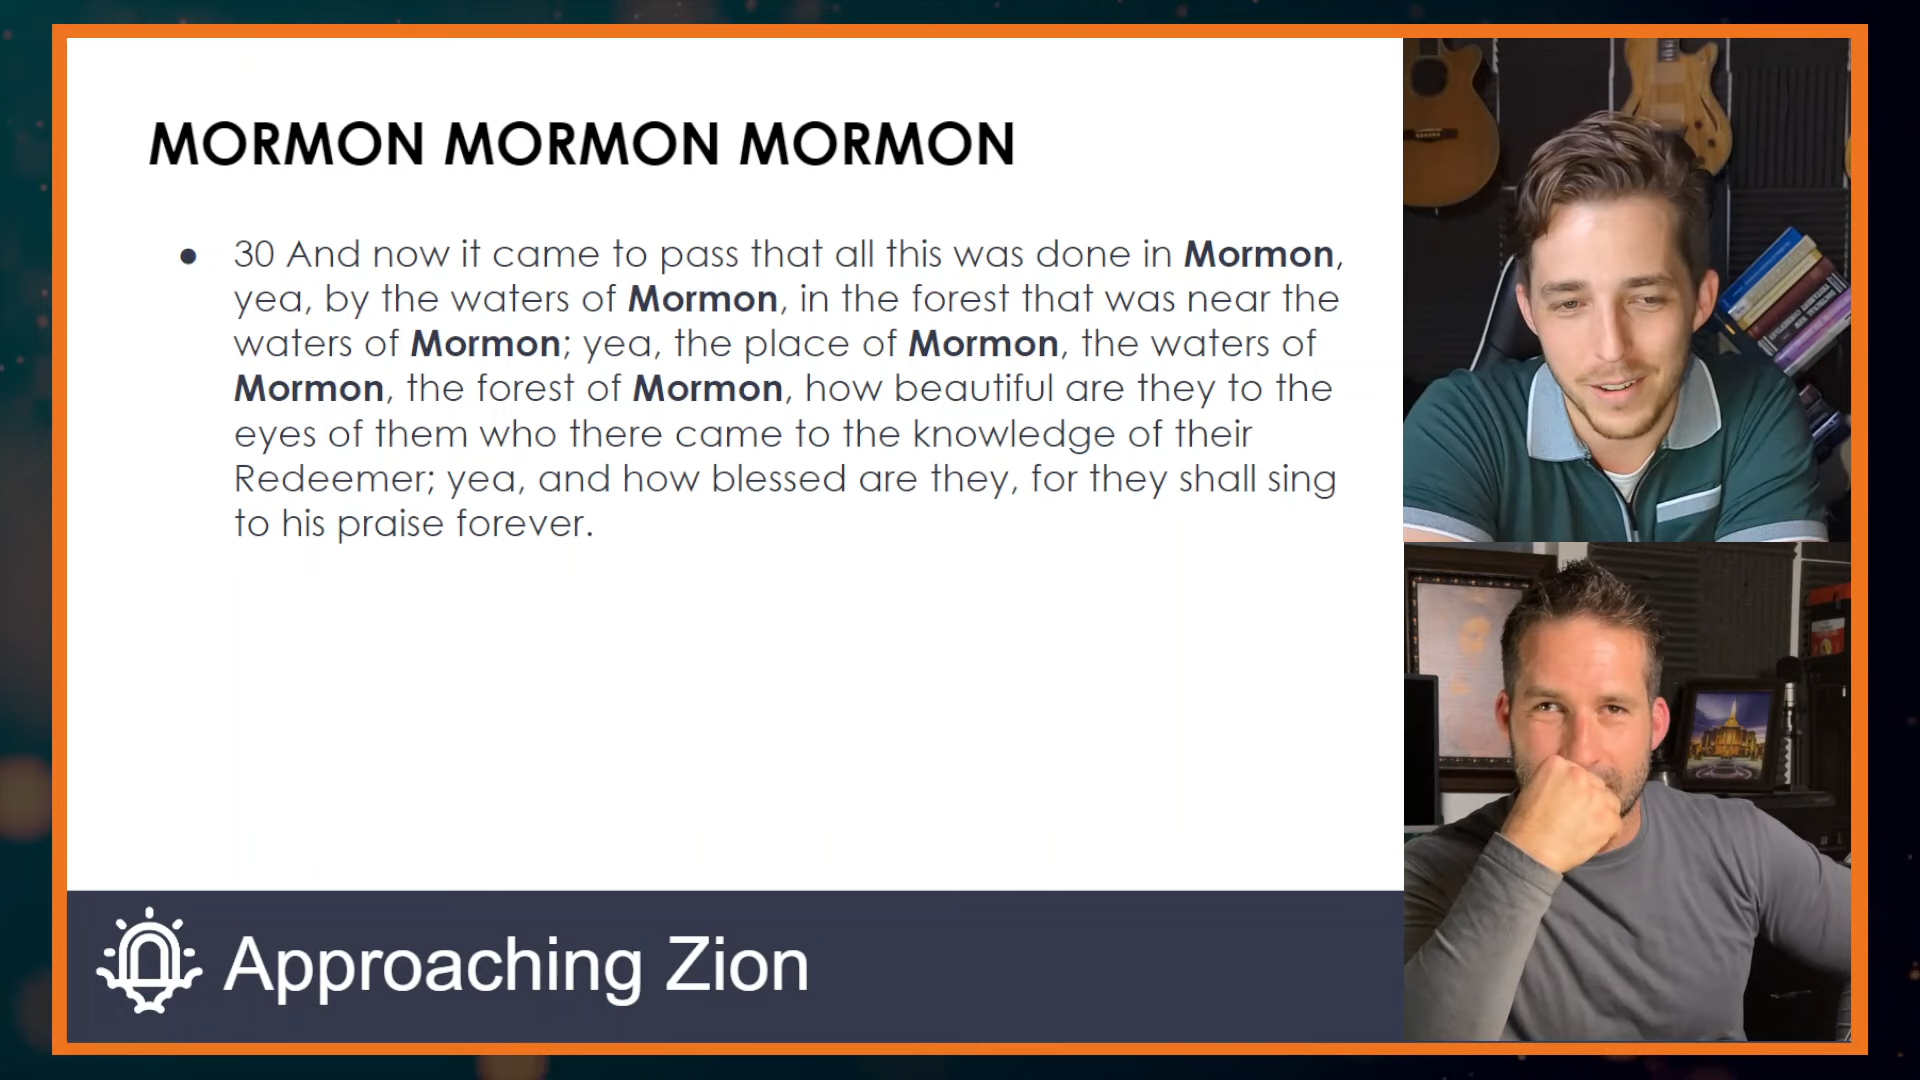 MORMON MORMON MORMON
● 30 And now it came to pass that all this was done in Mormon,
yea, by the waters of Mormon, in the forest that was near the
waters of Mormon; yea, the place of Mormon, the waters of
Mormon, the forest of Mormon, how beautiful are they to the
eyes of them who there came to the knowledge of their
Redeemer; yea, and how blessed are they, for they shall sing
to his praise forever.
Approaching Zion